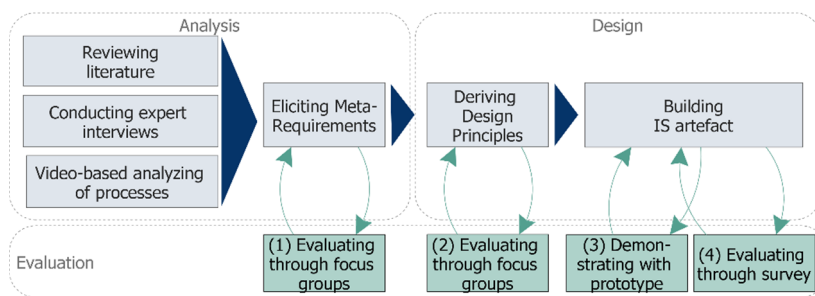 Analysis
Design
Reviewing
literature
Conducting expert
interviews
Video-based analyzing
of processes
Eliciting Meta-
Requirements
Deriving
Design
Principles
Building
IS artefact
Evaluation
(1) Evaluating
through focus
groups
(2) Evaluating
through focus
groups
(3) Demon-
strating with
prototype
(4) Evaluating
through survey